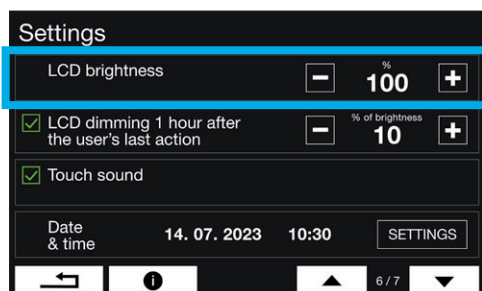 Settings
LCD brightness
%
− 100 +
LCD dimming 1 hour after
the user's last action
% of brightness
− 10 +
Touch sound
Date
& time
14. 07. 2023 10:30 SETTINGS
i
6 / 7